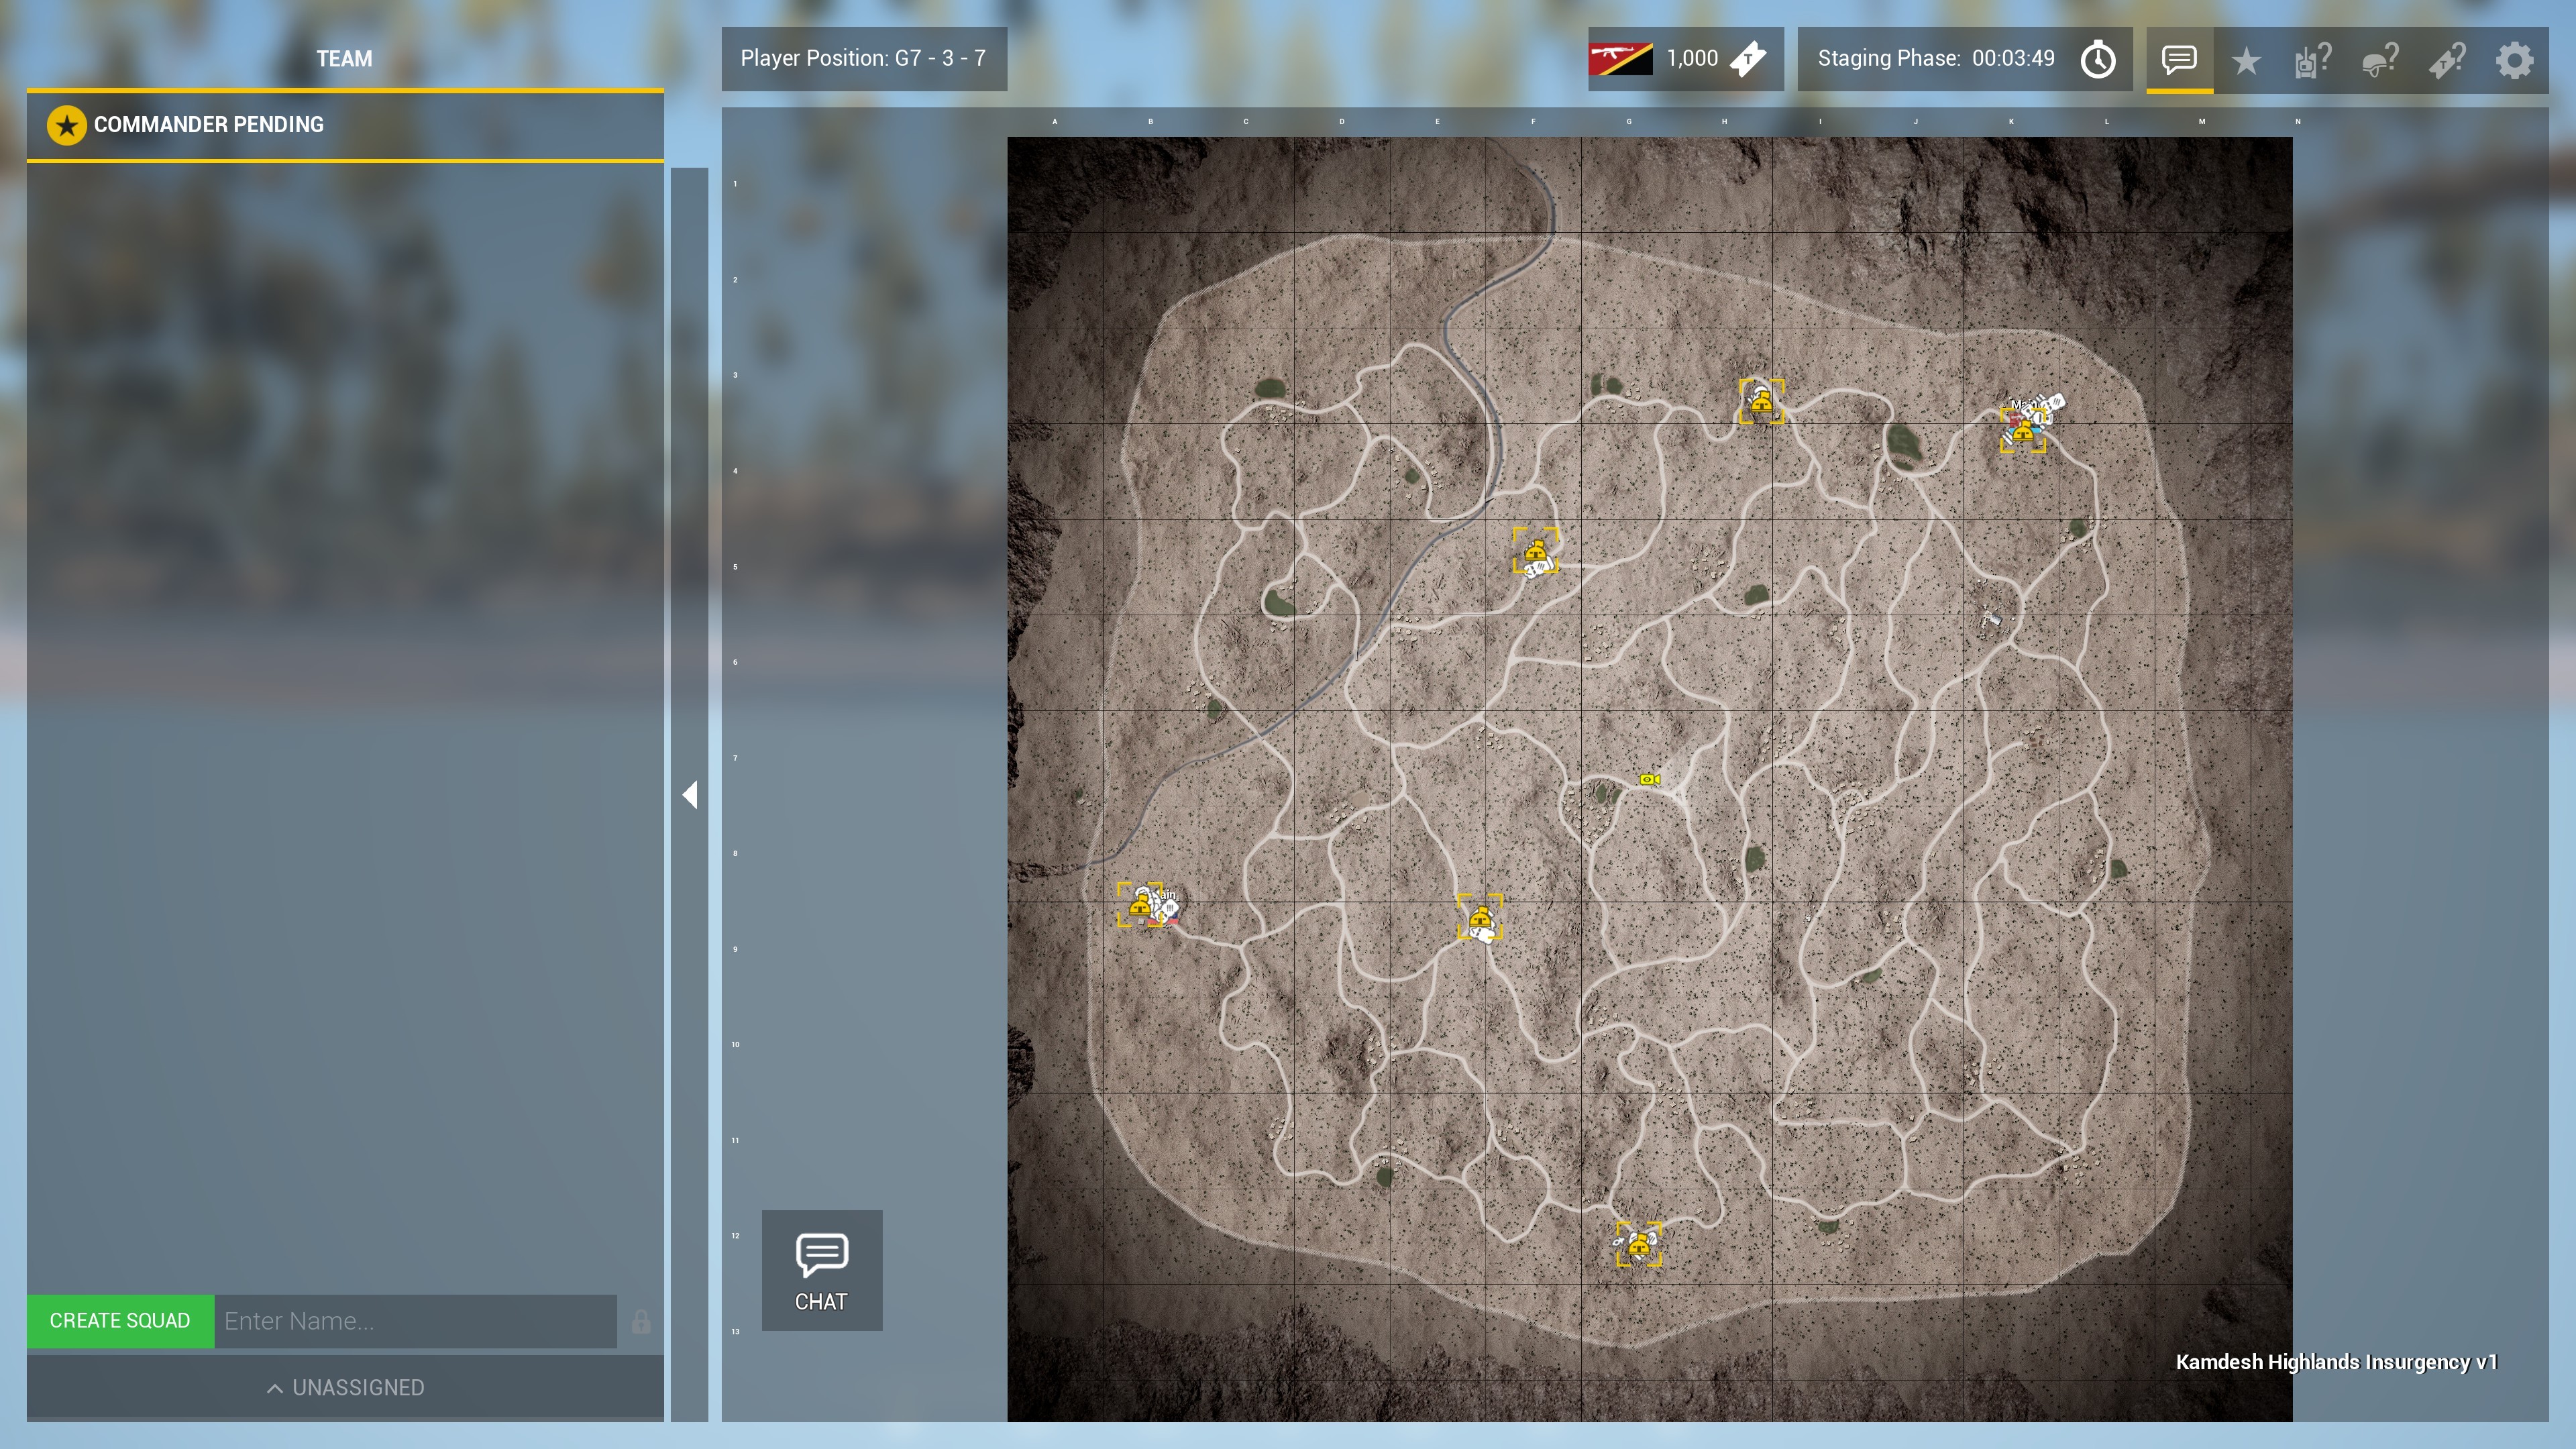 TEAM
Player Position: G7 - 3 - 7
1,000
T
Staging Phase: 00:03:49
?
?
T?
COMMANDER PENDING
A B C D E F G H I J K L M N
1
2
3
Main
4
5
6
7
8
ain
9
10
11
12
13
CHAT
CREATE SQUAD
Enter Name...
Kamdesh Highlands Insurgency v1
UNASSIGNED